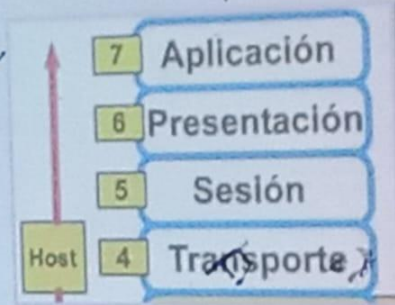 7 Aplicación
6 Presentación
5 Sesión
Host 4 Transporte